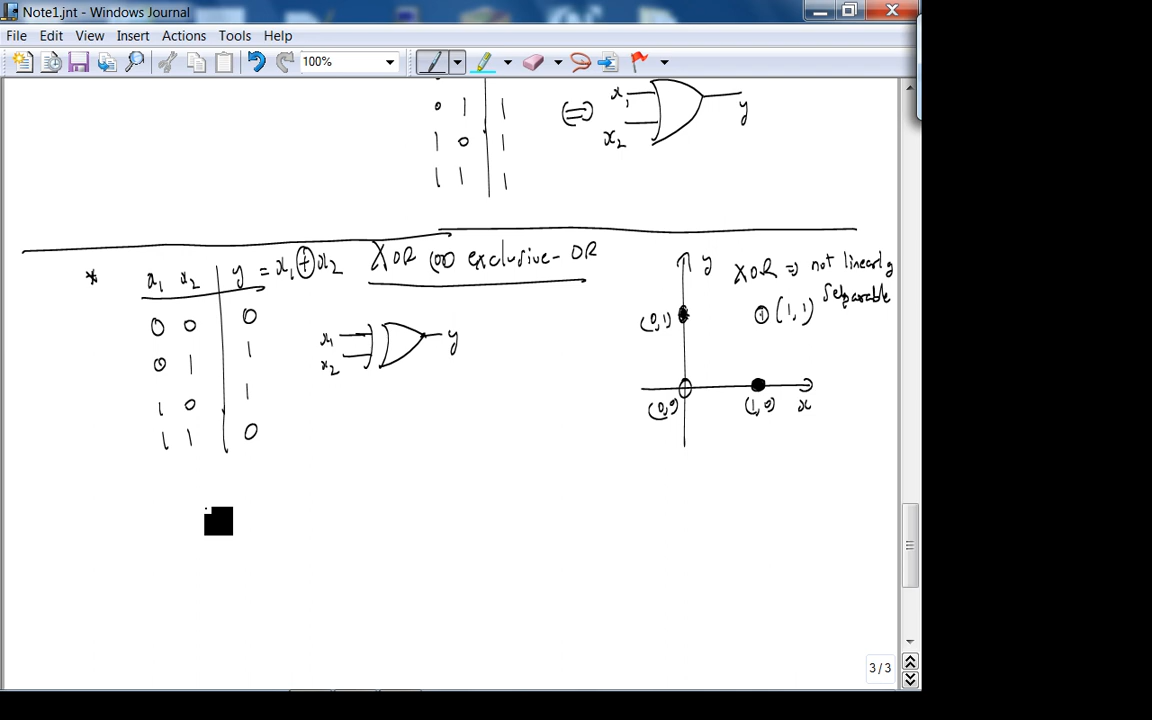 Note1.jnt - Windows Journal
File Edit View Insert Actions Tools Help
100%
x1
x2
y
0 1 1
1 0 1
1 1 1
* x1 x2 y = x1 ⊕ x2 XOR (or) exclusive-OR
0 0 0
0 1 1
1 0 1
1 1 0
x1
x2
y
y XOR ⇒ not linearly
separable
(0,1) (1,1)
(0,0) (1,0) x
3/3